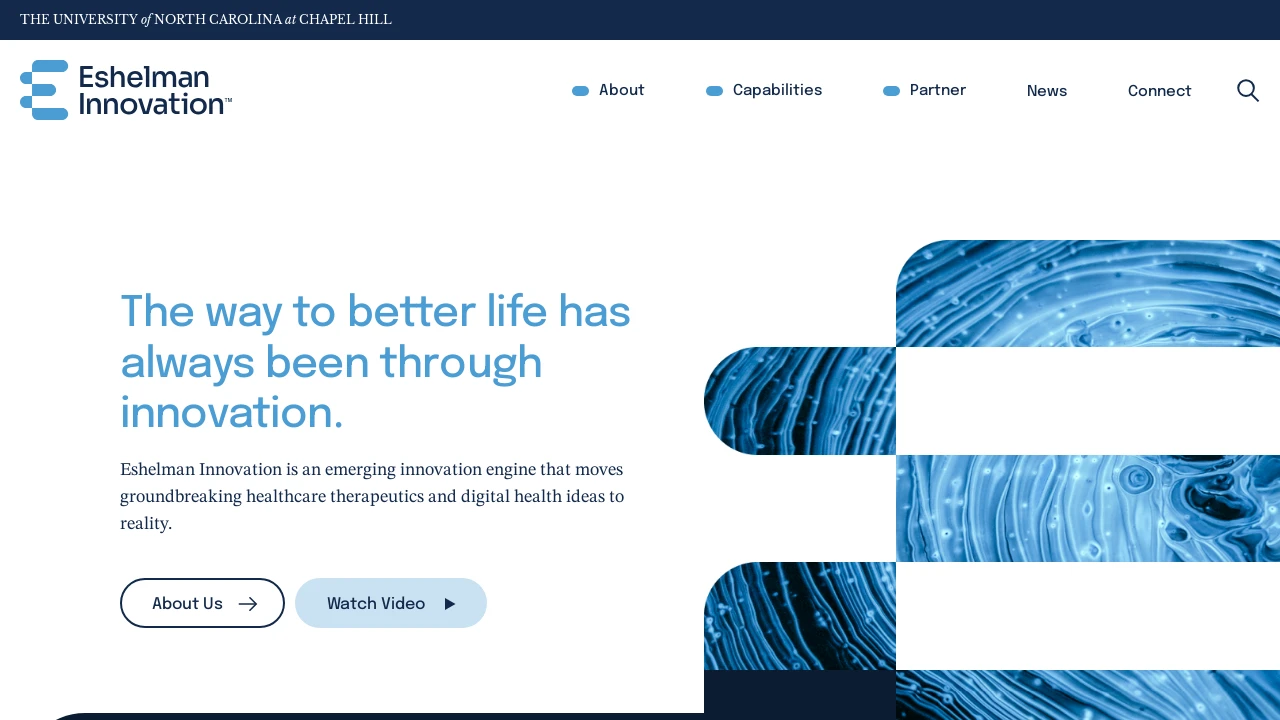 THE UNIVERSITY of NORTH CAROLINA at CHAPEL HILL
Eshelman
Innovation™
About
Capabilities
Partner
News
Connect
The way to better life has
always been through
innovation.
Eshelman Innovation is an emerging innovation engine that moves
groundbreaking healthcare therapeutics and digital health ideas to
reality.
About Us
Watch Video